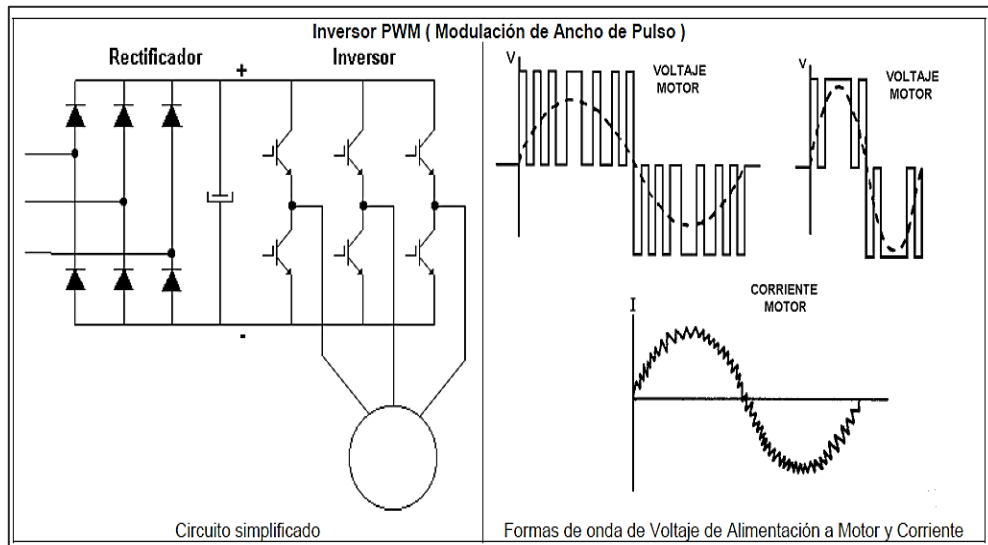 Inversor PWM ( Modulación de Ancho de Pulso )
Rectificador
+
Inversor
-
Circuito simplificado
V
VOLTAJE
MOTOR
V
VOLTAJE
MOTOR
CORRIENTE
MOTOR
I
Formas de onda de Voltaje de Alimentación a Motor y Corriente